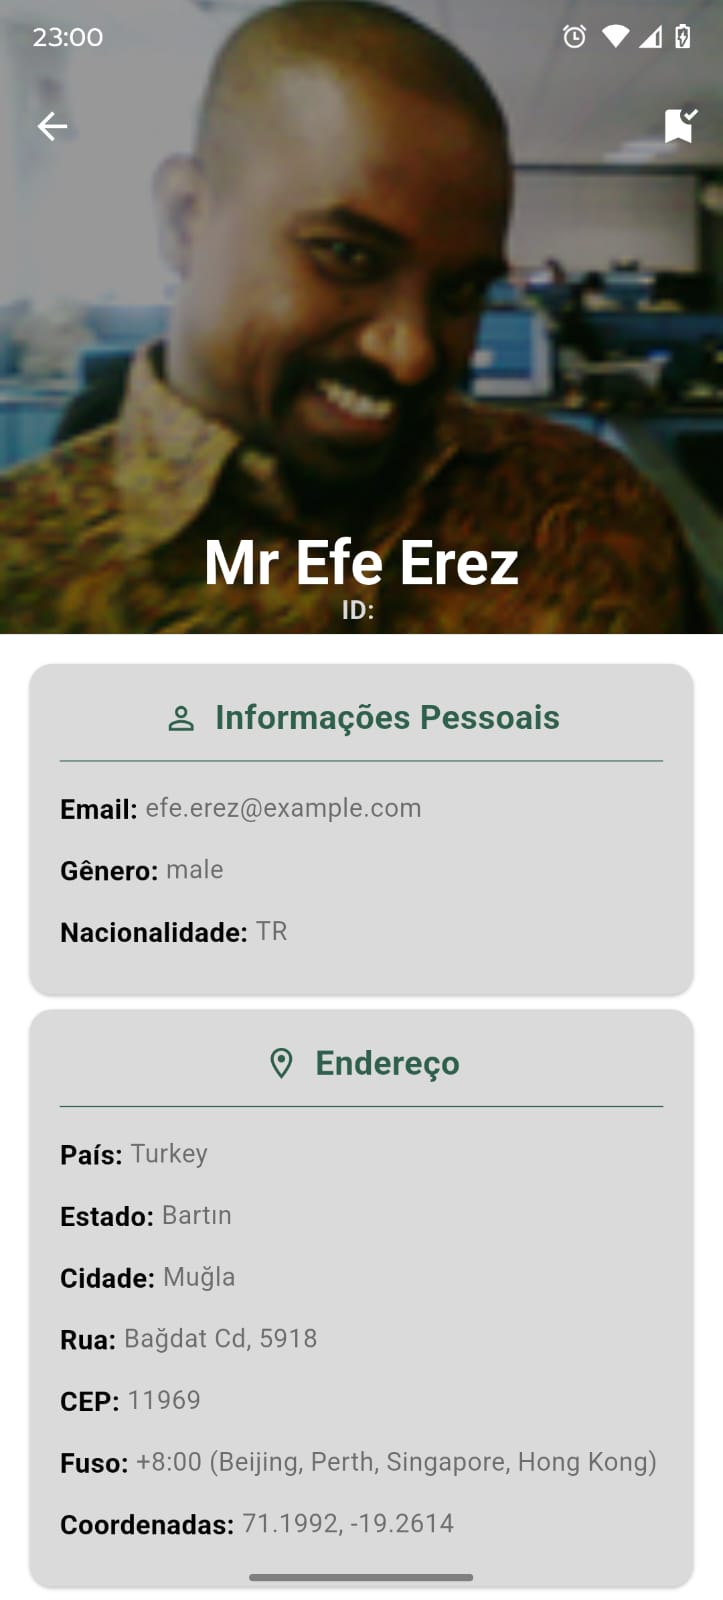 23:00
Mr Efe Erez
ID:
Informações Pessoais
Email: efe.erez@example.com
Gênero: male
Nacionalidade: TR
Endereço
País: Turkey
Estado: Bartın
Cidade: Muğla
Rua: Bağdat Cd, 5918
CEP: 11969
Fuso: +8:00 (Beijing, Perth, Singapore, Hong Kong)
Coordenadas: 71.1992, -19.2614